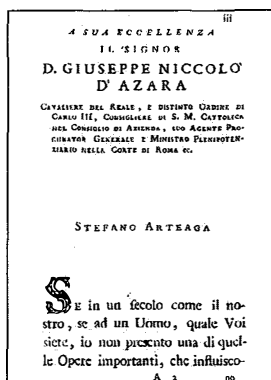 iii
A SUA ECCELLENZA
IL SIGNOR
D. GIUSEPPE NICCOLO'
D' AZARA
CAVALIERE DEL REALE, E DISTINTO ORDINE DI
CARLO III, CONSIGLIERE DI S. M. CATTOLICA
NEL CONSIGLIO DI AZIENDA, SUO AGENTE PRO-
CURATOR GENERALE E MINISTRO PLENIPOTEN-
ZIARIO NELLA CORTE DI ROMA ec.
STEFANO ARTEAGA
SE in un secolo come il no-
stro, se ad un Uomo, quale Voi
siete, io non presento una di quel-
le Opere importanti, che influisco-
A 2 no